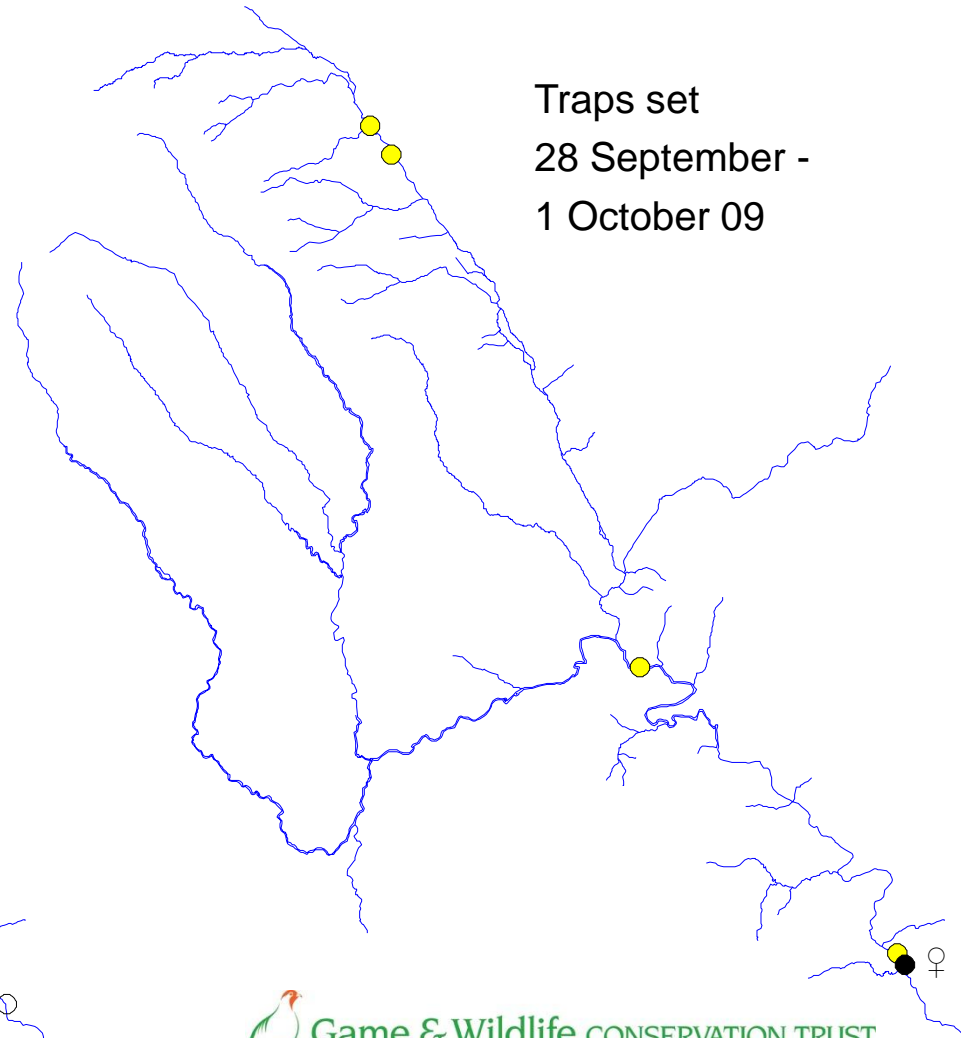 Traps set
28 September -
1 October 09
♀
Game & Wildlife CONSERVATION TRUST